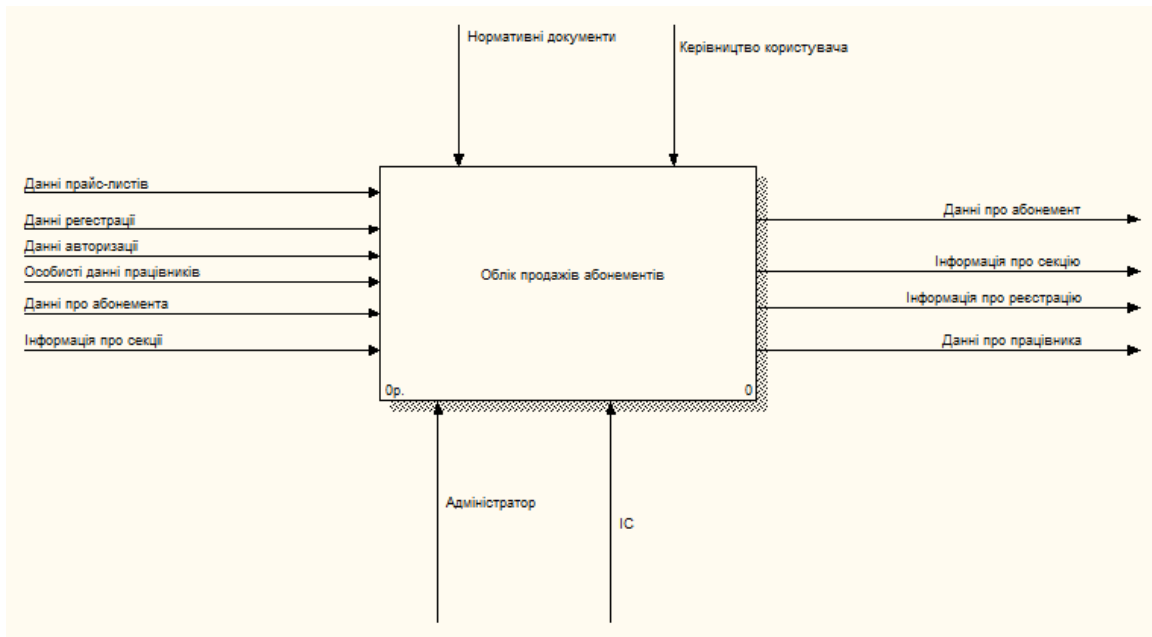 Нормативні документи
Керівництво користувача
Данні прайс-листів
Данні регестрації
Данні авторизації
Особисті данні працівників
Данні про абонемента
Інформація про секції
Облік продажів абонементів
0р.
0
Данні про абонемент
Інформація про секцію
Інформація про реєстрацію
Данні про працівника
Адміністратор
ІС